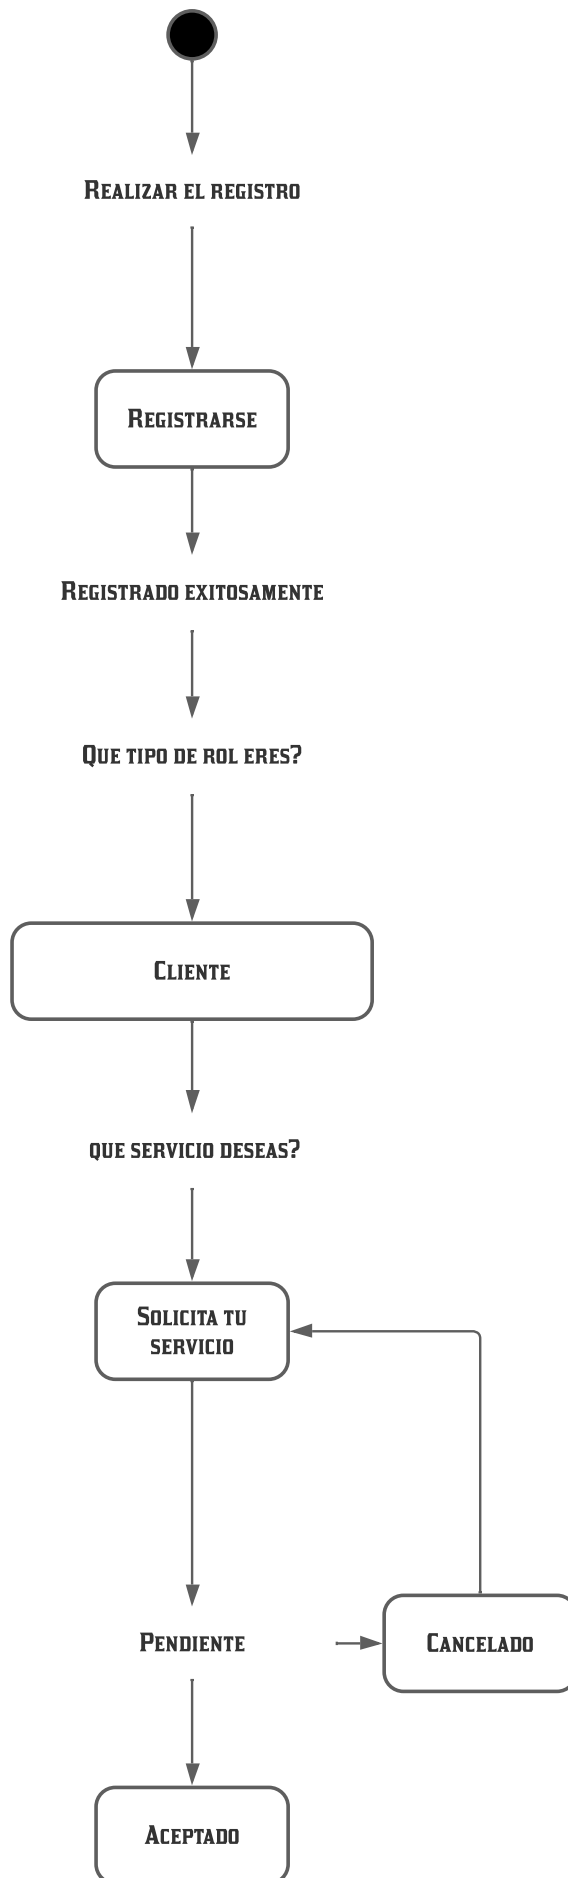 Realizar el registro
Registrarse
Registrado exitosamente
Que tipo de rol eres?
Cliente
que servicio deseas?
Solicita tu
servicio
Pendiente
Cancelado
Aceptado